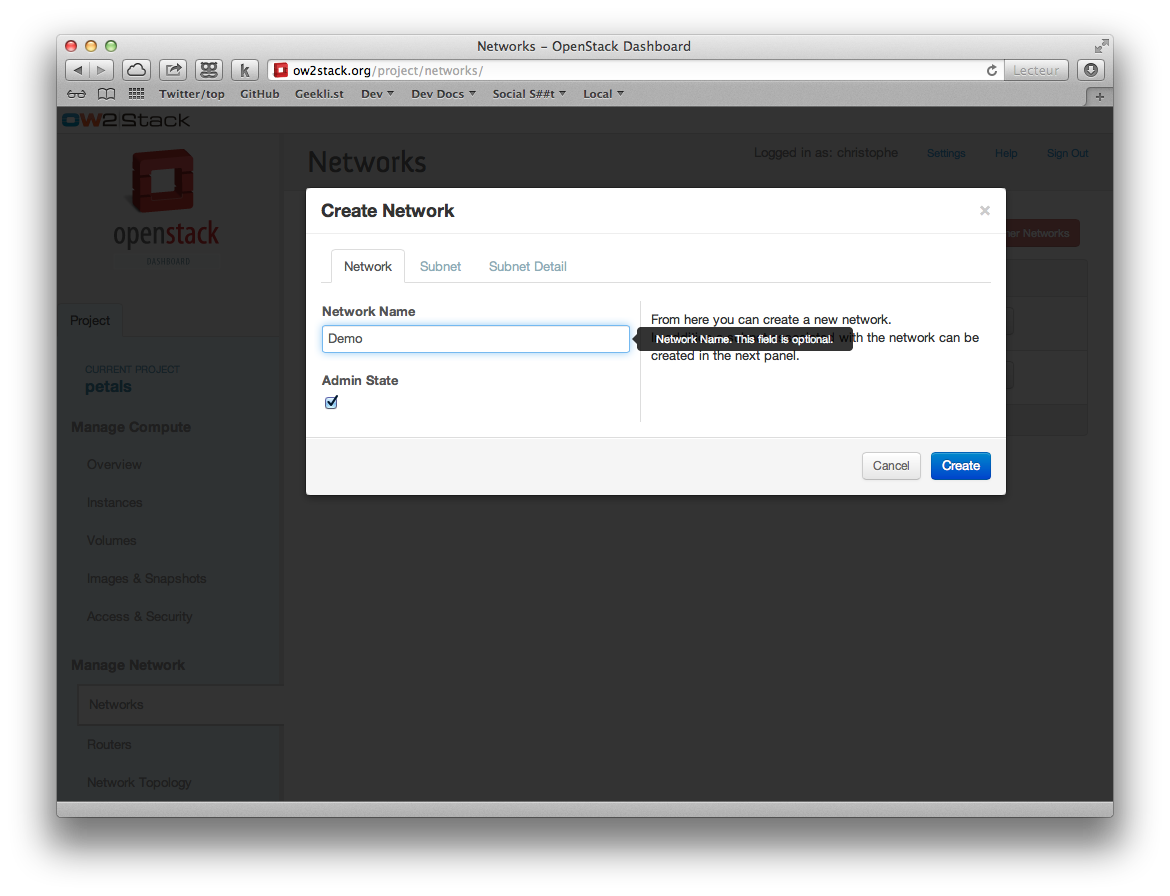 Networks – OpenStack Dashboard
k
ow2stack.org/project/networks/
Lecteur
Twitter/top GitHub Geekli.st Dev Dev Docs Social S##t Local
OW2 Stack
openstack
DASHBOARD
Networks
Logged in as: christophe Settings Help Sign Out
Networks
Project
CURRENT PROJECT
petals
Manage Compute
Overview
Instances
Volumes
Images & Snapshots
Access & Security
Manage Network
Networks
Routers
Network Topology
Create Network
×
Network Subnet Subnet Detail
Network Name
Demo
Network Name. This field is optional.
Admin State
From here you can create a new network.
with the network can be
created in the next panel.
Cancel Create